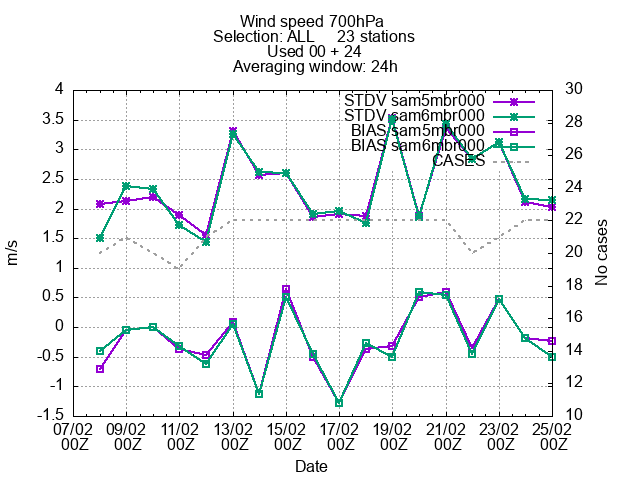 Wind speed 700hPa
Selection: ALL 23 stations
Used 00 + 24
Averaging window: 24h
STDV sam5mbr000
STDV sam6mbr000
BIAS sam5mbr000
BIAS sam6mbr000
CASES
4
3.5
3
2.5
2
1.5
1
0.5
0
-0.5
-1
-1.5
m/s
30
28
26
24
22
20
18
16
14
12
10
No cases
07/02 09/02 11/02 13/02 15/02 17/02 19/02 21/02 23/02 25/02
00Z 00Z 00Z 00Z 00Z 00Z 00Z 00Z 00Z 00Z
Date